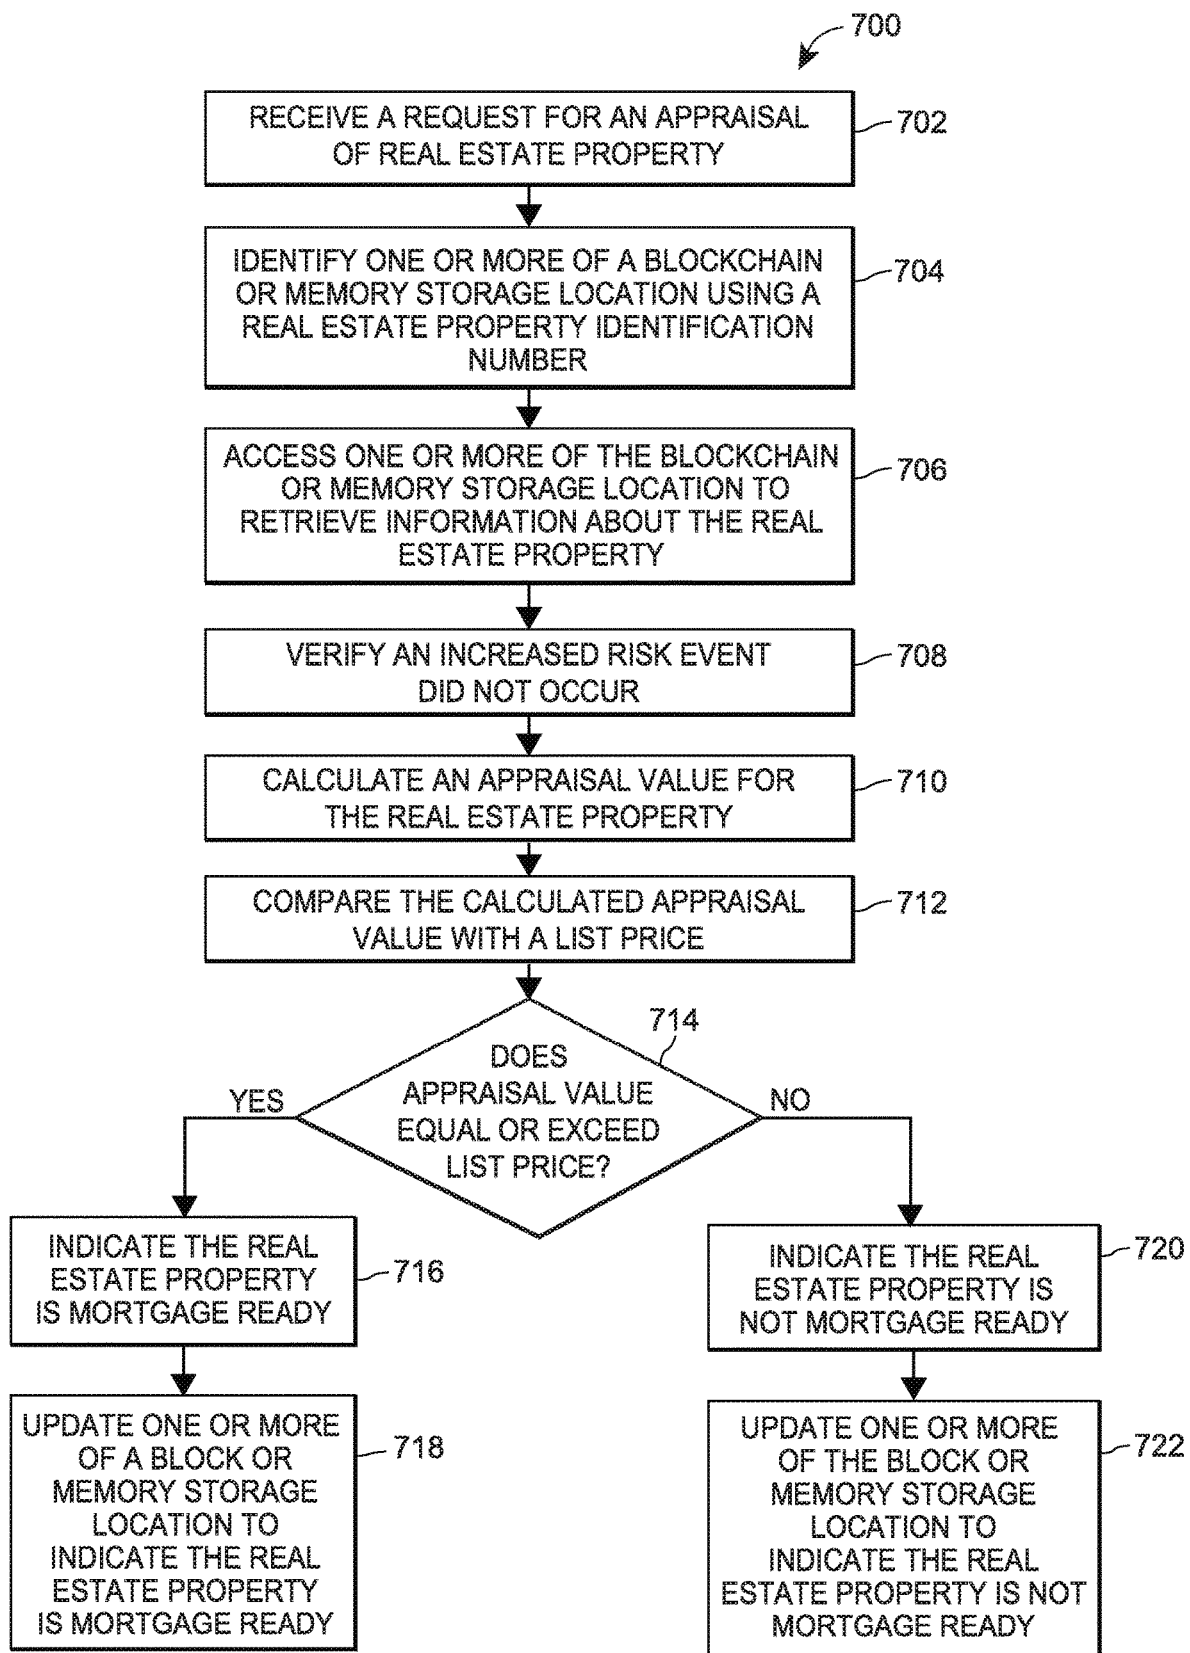 700
RECEIVE A REQUEST FOR AN APPRAISAL
OF REAL ESTATE PROPERTY
702
IDENTIFY ONE OR MORE OF A BLOCKCHAIN
OR MEMORY STORAGE LOCATION USING A
REAL ESTATE PROPERTY IDENTIFICATION
NUMBER
704
ACCESS ONE OR MORE OF THE BLOCKCHAIN
OR MEMORY STORAGE LOCATION TO
RETRIEVE INFORMATION ABOUT THE REAL
ESTATE PROPERTY
706
VERIFY AN INCREASED RISK EVENT
DID NOT OCCUR
708
CALCULATE AN APPRAISAL VALUE FOR
THE REAL ESTATE PROPERTY
710
COMPARE THE CALCULATED APPRAISAL
VALUE WITH A LIST PRICE
712
714
DOES
APPRAISAL VALUE
EQUAL OR EXCEED
LIST PRICE?
YES
NO
INDICATE THE REAL
ESTATE PROPERTY
IS MORTGAGE READY
716
UPDATE ONE OR MORE
OF A BLOCK OR
MEMORY STORAGE
LOCATION TO
INDICATE THE REAL
ESTATE PROPERTY
IS MORTGAGE READY
718
INDICATE THE REAL
ESTATE PROPERTY IS
NOT MORTGAGE READY
720
UPDATE ONE OR MORE
OF THE BLOCK OR
MEMORY STORAGE
LOCATION TO
INDICATE THE REAL
ESTATE PROPERTY IS NOT
MORTGAGE READY
722